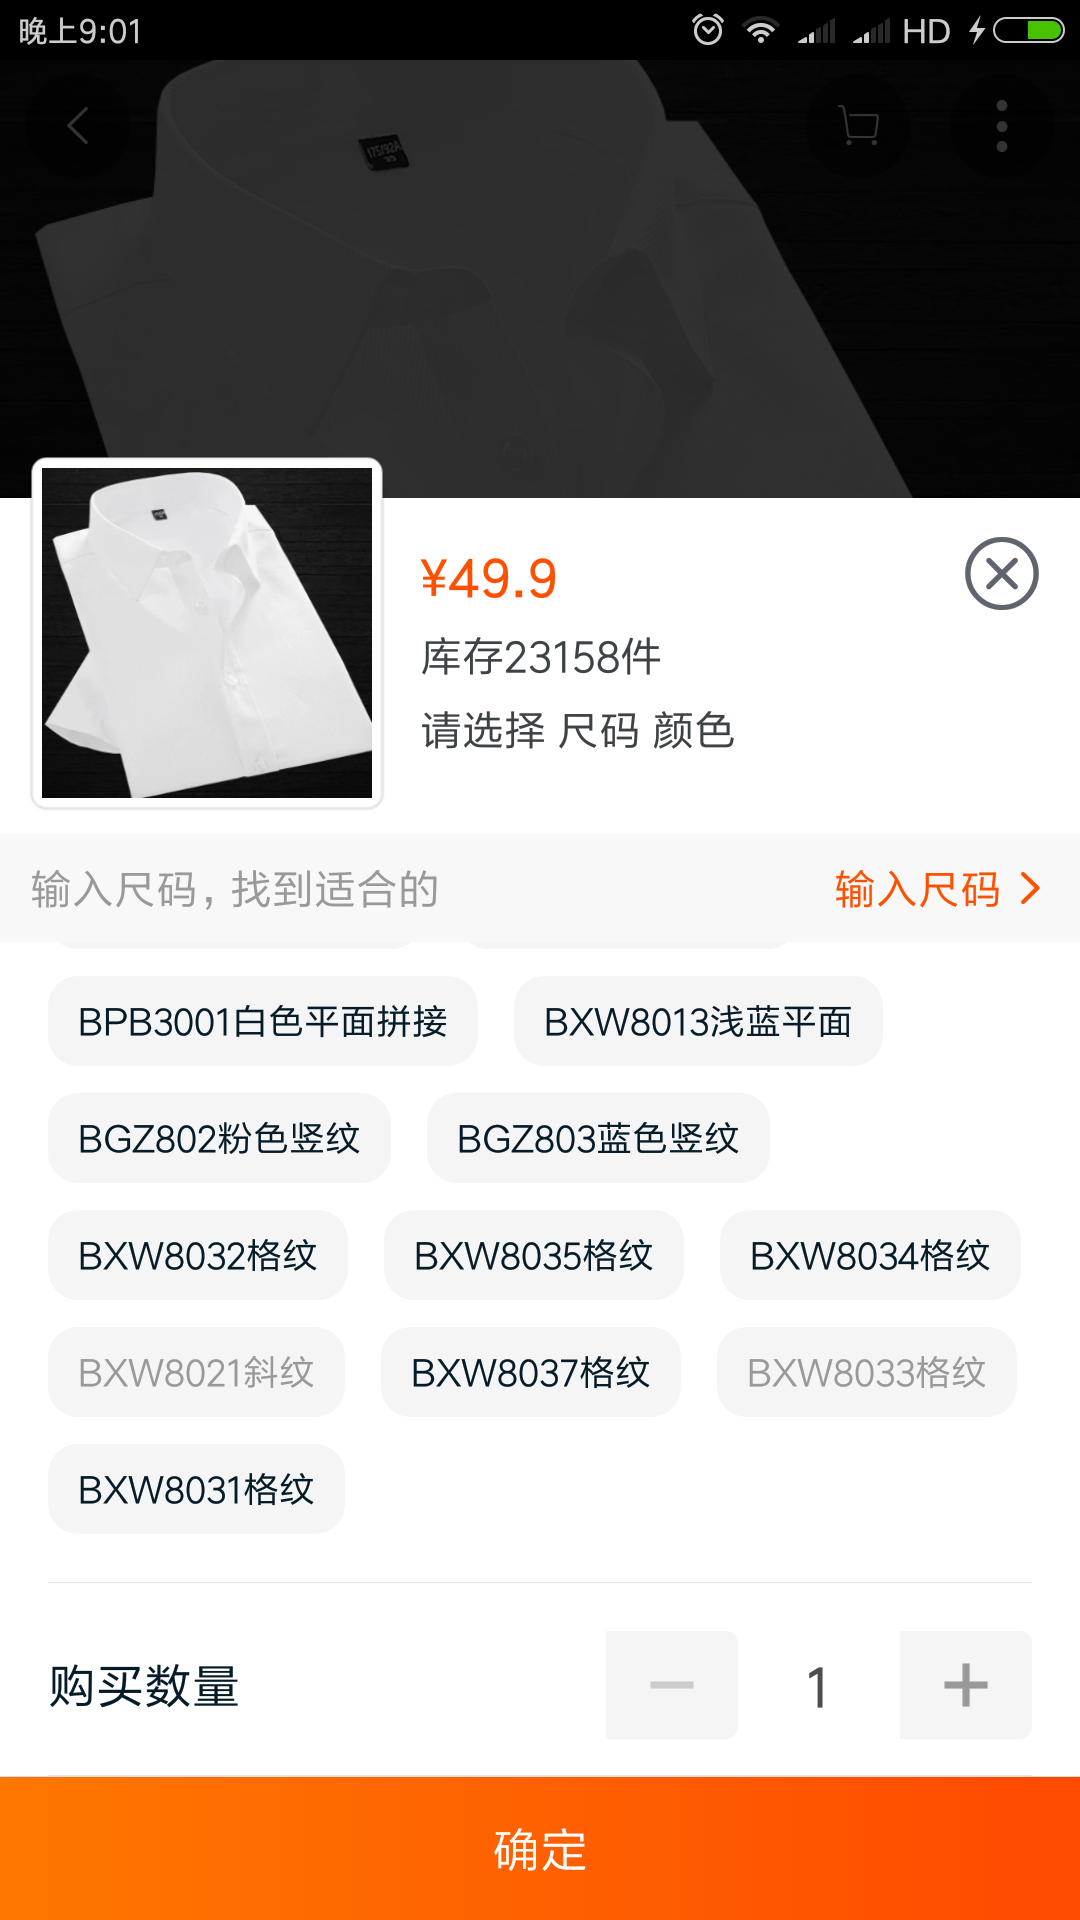 晚上9:01 HD
¥49.9
库存23158件
请选择 尺码 颜色
输入尺码，找到适合的 输入尺码
BPB3001白色平面拼接 BXW8013浅蓝平面
BGZ802粉色竖纹 BGZ803蓝色竖纹
BXW8032格纹 BXW8035格纹 BXW8034格纹
BXW8021斜纹 BXW8037格纹 BXW8033格纹
BXW8031格纹
购买数量 1
确定